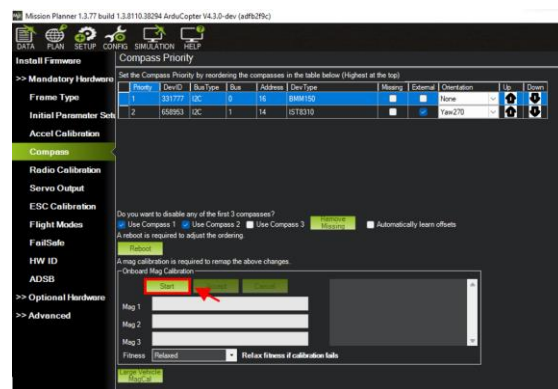 Mission Planner 1.3.77 build 1.3.8110.38294 ArduCopter V4.3.0-dev (adfb2f9c)
DATA PLAN SETUP CONFIG SIMULATION HELP
Install Firmware
>> Mandatory Hardware
Frame Type
Initial Paramater Setu
Accel Calibration
Compass
Radio Calibration
Servo Output
ESC Calibration
Flight Modes
FailSafe
HW ID
ADSB
>> Optional Hardware
>> Advanced
Compass Priority
Set the Compass Priority by reordering the compasses in the table below (Highest at the top)
Priority DevID BusType Bus Address DevType Missing External Orientation Up Down
1 331777 I2C 0 16 BMM150 None
2 658953 I2C 1 14 IST8310 Yaw270
Do you want to disable any of the first 3 compasses?
Use Compass 1 Use Compass 2 Use Compass 3 Remove Missing Automatically learn offsets
A reboot is required to adjust the ordering.
Reboot
A mag calibration is required to remap the above changes.
Onboard Mag Calibration
Start Accept Cancel
Mag 1
Mag 2
Mag 3
Fitness Relaxed Relax fitness if calibration fails
Large Vehicle
MagCal